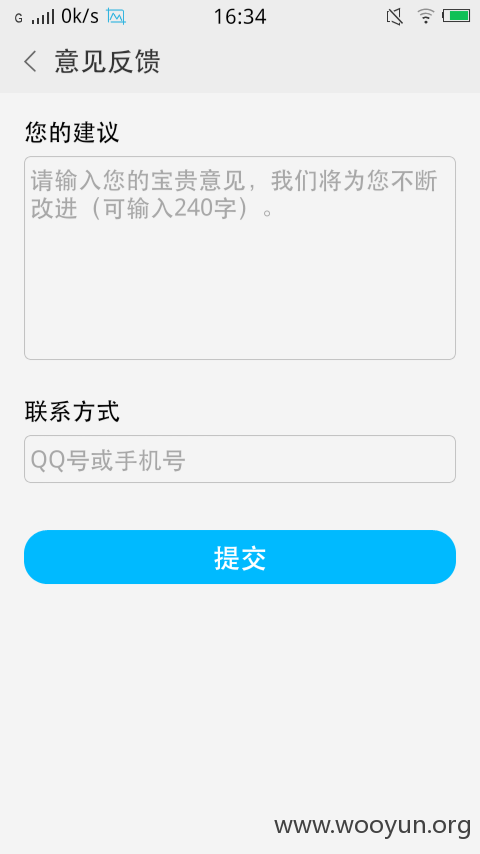 G 0k/s 16:34
意见反馈
您的建议
请输入您的宝贵意见，我们将为您不断
改进（可输入240字）。
联系方式
QQ号或手机号
提交
www.wooyun.org